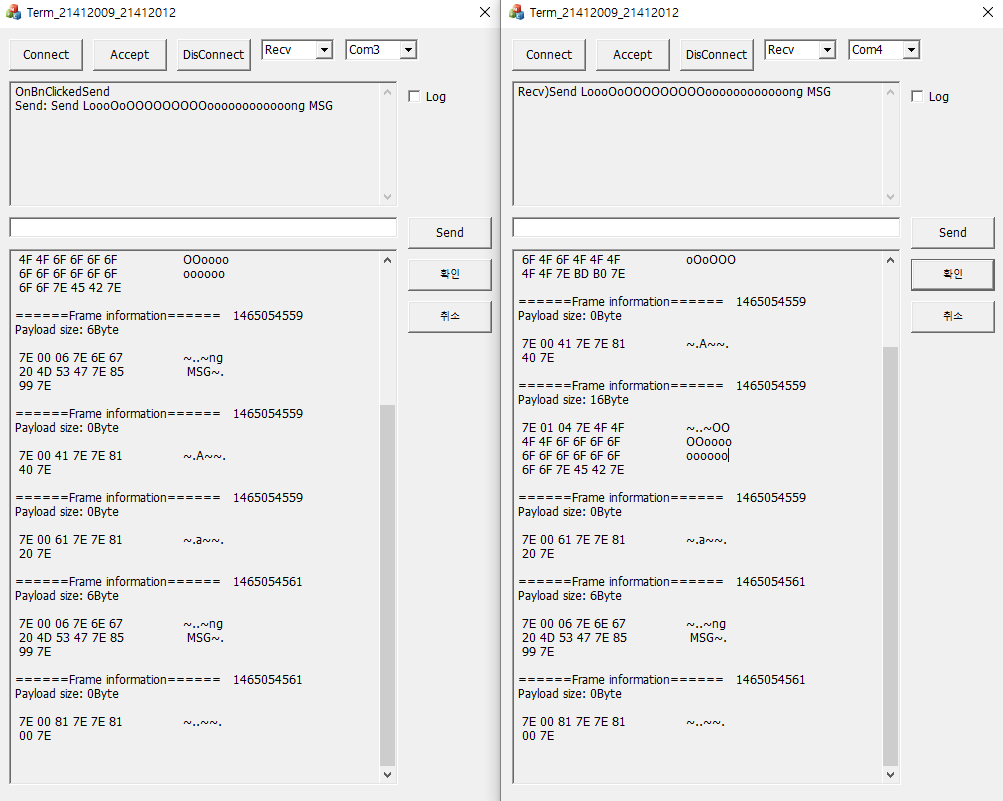 Term_21412009_21412012
Connect Accept DisConnect Recv Com3
OnBnClickedSend
Send: Send LoooOoOOOOOOOOOoooooooooooong MSG
Log
Send
확인
취소
4F 4F 6F 6F 6F 6F OOoooo
6F 6F 6F 6F 6F 6F oooooo
6F 6F 7E 45 42 7E
======Frame information====== 1465054559
Payload size: 6Byte
7E 00 06 7E 6E 67 ~..~ng
20 4D 53 47 7E 85 MSG~.
99 7E
======Frame information====== 1465054559
Payload size: 0Byte
7E 00 41 7E 7E 81 ~.A~~.
40 7E
======Frame information====== 1465054559
Payload size: 0Byte
7E 00 61 7E 7E 81 ~.a~~.
20 7E
======Frame information====== 1465054561
Payload size: 6Byte
7E 00 06 7E 6E 67 ~..~ng
20 4D 53 47 7E 85 MSG~.
99 7E
======Frame information====== 1465054561
Payload size: 0Byte
7E 00 81 7E 7E 81 ~..~~.
00 7E
Term_21412009_21412012
Connect Accept DisConnect Recv Com4
Recv)Send LoooOoOOOOOOOOOoooooooooooong MSG
Log
Send
확인
취소
6F 4F 6F 4F 4F 4F oOoOOO
4F 4F 7E BD B0 7E
======Frame information====== 1465054559
Payload size: 0Byte
7E 00 41 7E 7E 81 ~.A~~.
40 7E
======Frame information====== 1465054559
Payload size: 16Byte
7E 01 04 7E 4F 4F ~..~OO
4F 4F 6F 6F 6F 6F OOoooo
6F 6F 6F 6F 6F 6F oooooo
6F 6F 7E 45 42 7E
======Frame information====== 1465054559
Payload size: 0Byte
7E 00 61 7E 7E 81 ~.a~~.
20 7E
======Frame information====== 1465054561
Payload size: 6Byte
7E 00 06 7E 6E 67 ~..~ng
20 4D 53 47 7E 85 MSG~.
99 7E
======Frame information====== 1465054561
Payload size: 0Byte
7E 00 81 7E 7E 81 ~..~~.
00 7E